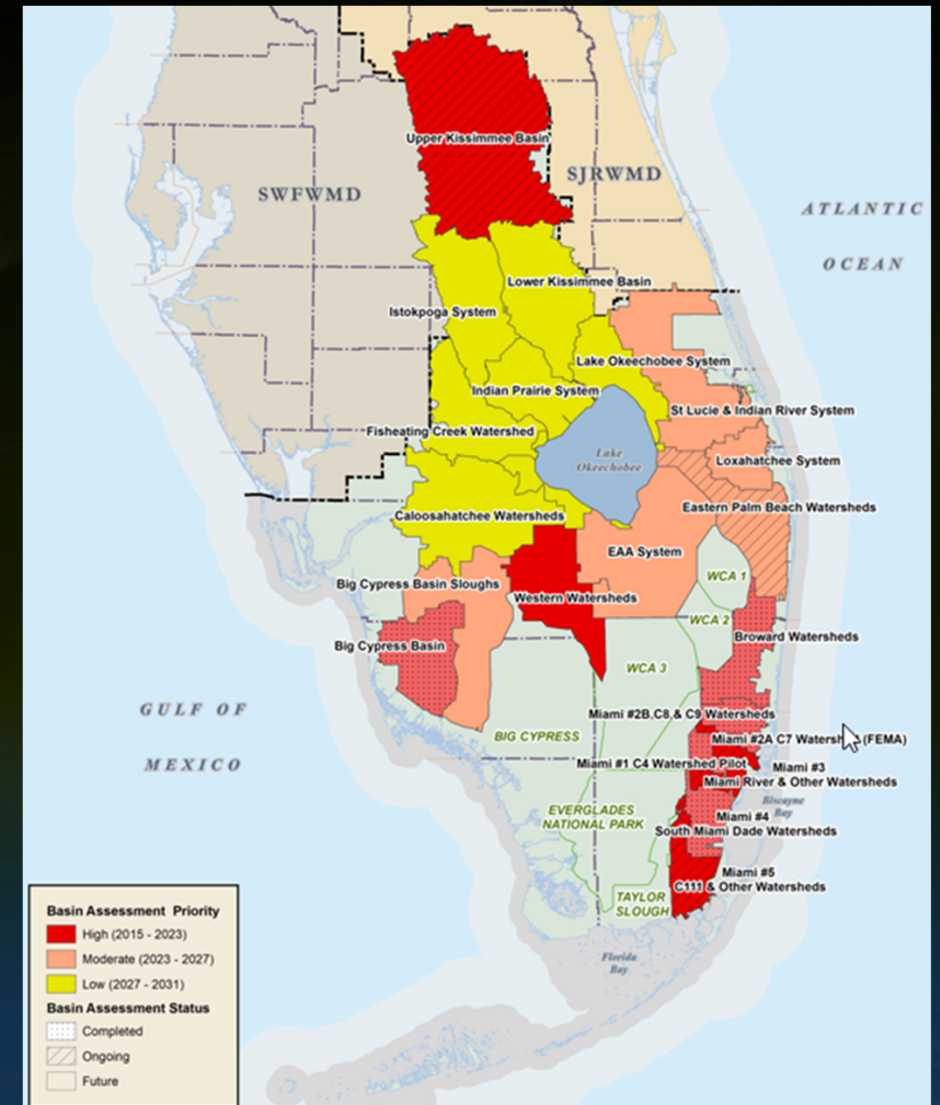 Upper Kissimmee Basin
SJRWMD
SWFWMD
ATLANTIC
OCEAN
Lower Kissimmee Basin
Istokpoga System
Lake Okeechobee System
Indian Prairie System
St Lucie & Indian River System
Fisheating Creek Watershed
Lake
Okeechobee
Loxahatchee System
Eastern Palm Beach Watersheds
Caloosahatchee Watersheds
EAA System
WCA 1
Big Cypress Basin Sloughs
Western Watersheds
WCA 2
Broward Watersheds
Big Cypress Basin
WCA 3
GULF OF
MEXICO
Miami #2B,C8,& C9 Watersheds
BIG CYPRESS
Miami #2A C7 Watersh (FEMA)
Miami #1 C4 Watershed Pilot
Miami #3
Miami River & Other Watersheds
Biscayne
Bay
EVERGLADES
NATIONAL PARK
Miami #4
South Miami Dade Watersheds
Miami #5
C111 & Other Watersheds
TAYLOR
SLOUGH
Florida
Bay
Basin Assessment Priority
High (2015 - 2023)
Moderate (2023 - 2027)
Low (2027 - 2031)
Basin Assessment Status
Completed
Ongoing
Future